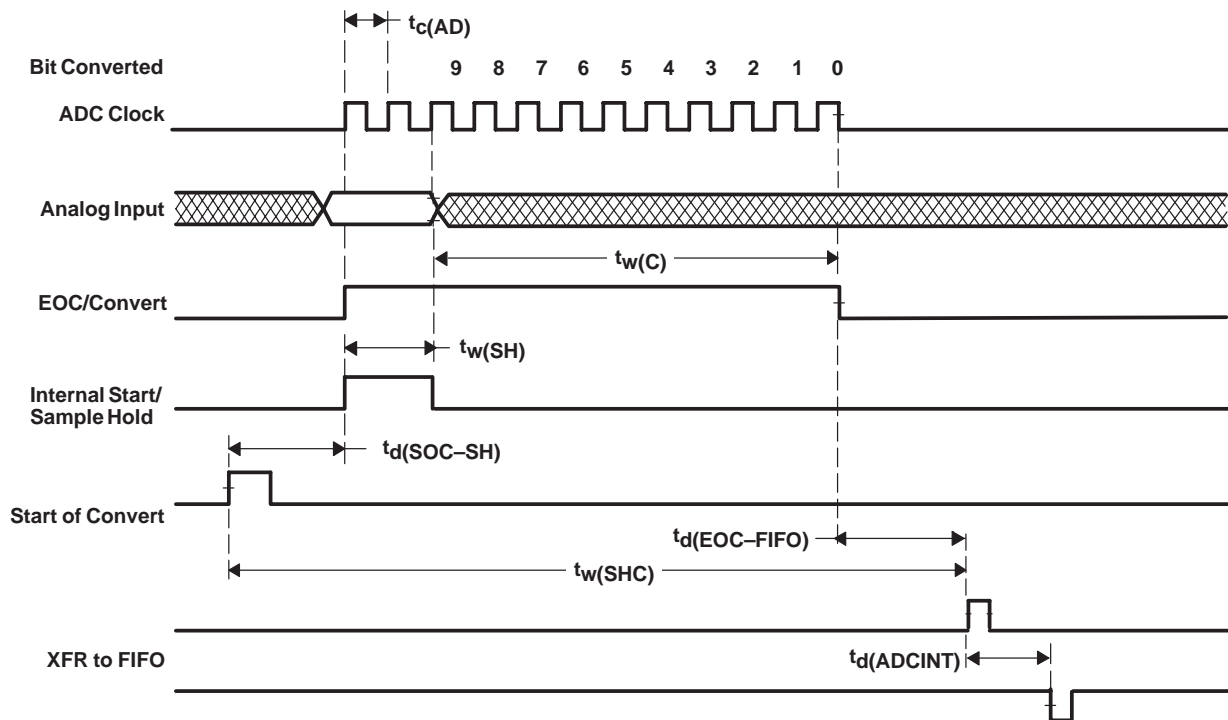 tc(AD)
Bit Converted
9 8 7 6 5 4 3 2 1 0
ADC Clock
Analog Input
tw(C)
EOC/Convert
tw(SH)
Internal Start/
Sample Hold
td(SOC–SH)
Start of Convert
td(EOC–FIFO)
tw(SHC)
XFR to FIFO
td(ADCINT)